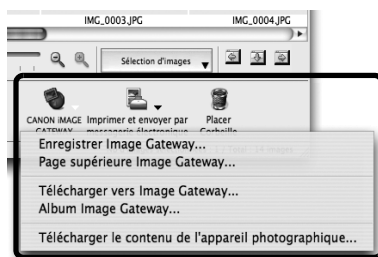 IMG_0003.JPG IMG_0004.JPG
Sélection d'images
CANON iMAGE Imprimer et envoyer par Placer
GATEWAY messagerie électronique Corbeille
Enregistrer Image Gateway...
Page supérieure Image Gateway...
Télécharger vers Image Gateway...
Album Image Gateway...
Télécharger le contenu de l'appareil photographique...